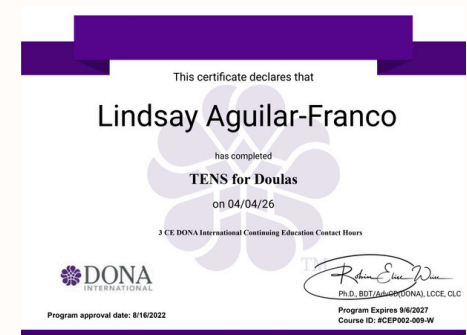 This certificate declares that
Lindsay Aguilar-Franco
has completed
TENS for Doulas
on 04/04/26
3 CE DONA International Continuing Education Contact Hours
TM
DONA
INTERNATIONAL
Ph.D., BDT/AdvCD(DONA), LCCE, CLC
Program approval date: 8/16/2022
Program Expires 9/6/2027
Course ID: #CEP002-009-W